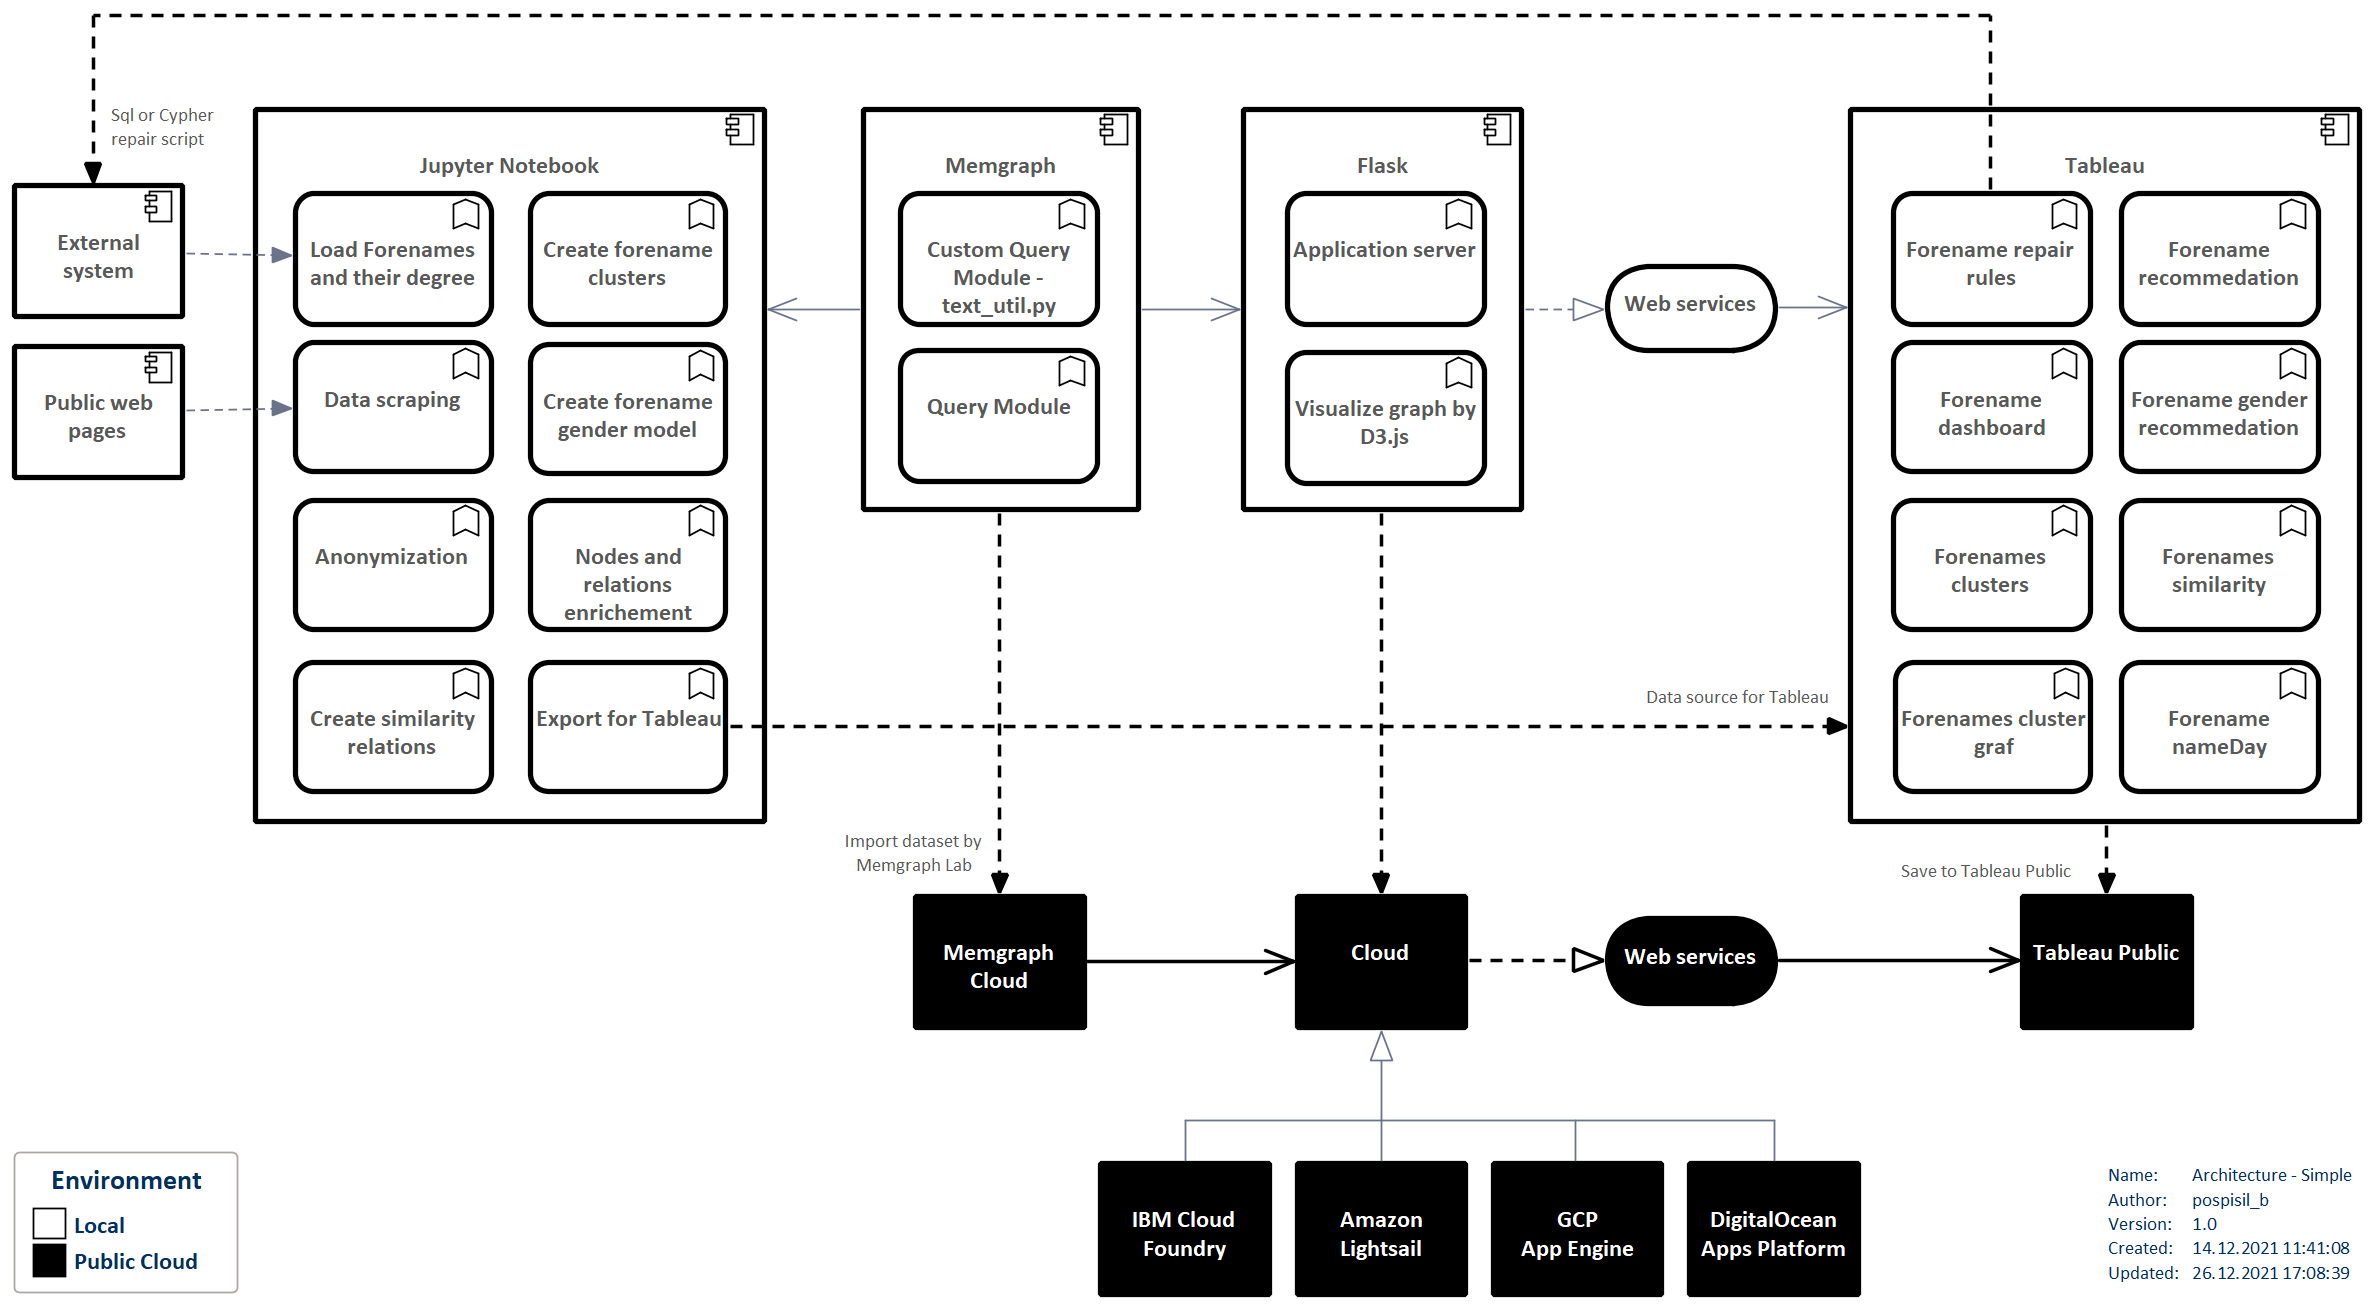 Sql or Cypher
repair script
External
system
Public web
pages
Jupyter Notebook
Load Forenames
and their degree
Create forename
clusters
Data scraping
Create forename
gender model
Anonymization
Nodes and
relations
enrichement
Create similarity
relations
Export for Tableau
Memgraph
Custom Query
Module -
text_util.py
Query Module
Flask
Application server
Visualize graph by
D3.js
Web services
Tableau
Forename repair
rules
Forename
recommedation
Forename
dashboard
Forename gender
recommedation
Forenames
clusters
Forenames
similarity
Forenames cluster
graf
Forename
nameDay
Data source for Tableau
Import dataset by
Memgraph Lab
Save to Tableau Public
Memgraph
Cloud
Cloud
Web services
Tableau Public
IBM Cloud
Foundry
Amazon
Lightsail
GCP
App Engine
DigitalOcean
Apps Platform
Environment
Local
Public Cloud
Name: Architecture - Simple
Author: pospisil_b
Version: 1.0
Created: 14.12.2021 11:41:08
Updated: 26.12.2021 17:08:39